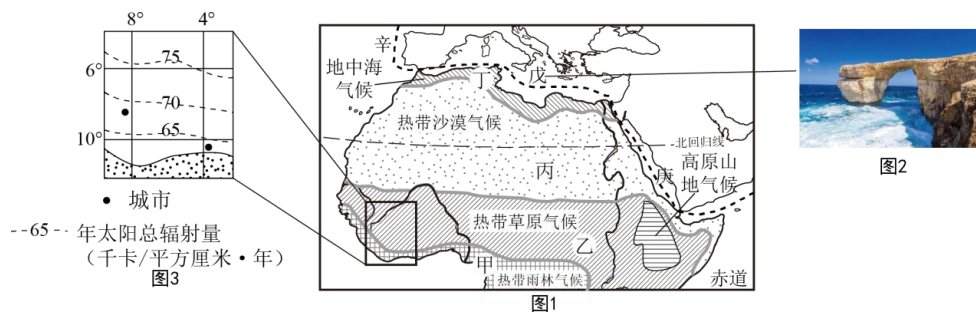 8° 4°
75
6°
70
65
10°
● 城市
---65- 年太阳总辐射量
（千卡/平方厘米·年）
图3
辛
地中海
气候
丁
戊
热带沙漠气候
北回归线
丙
庚
高原山
地气候
热带草原气候
乙
甲
热带雨林气候
赤道
图1
图2